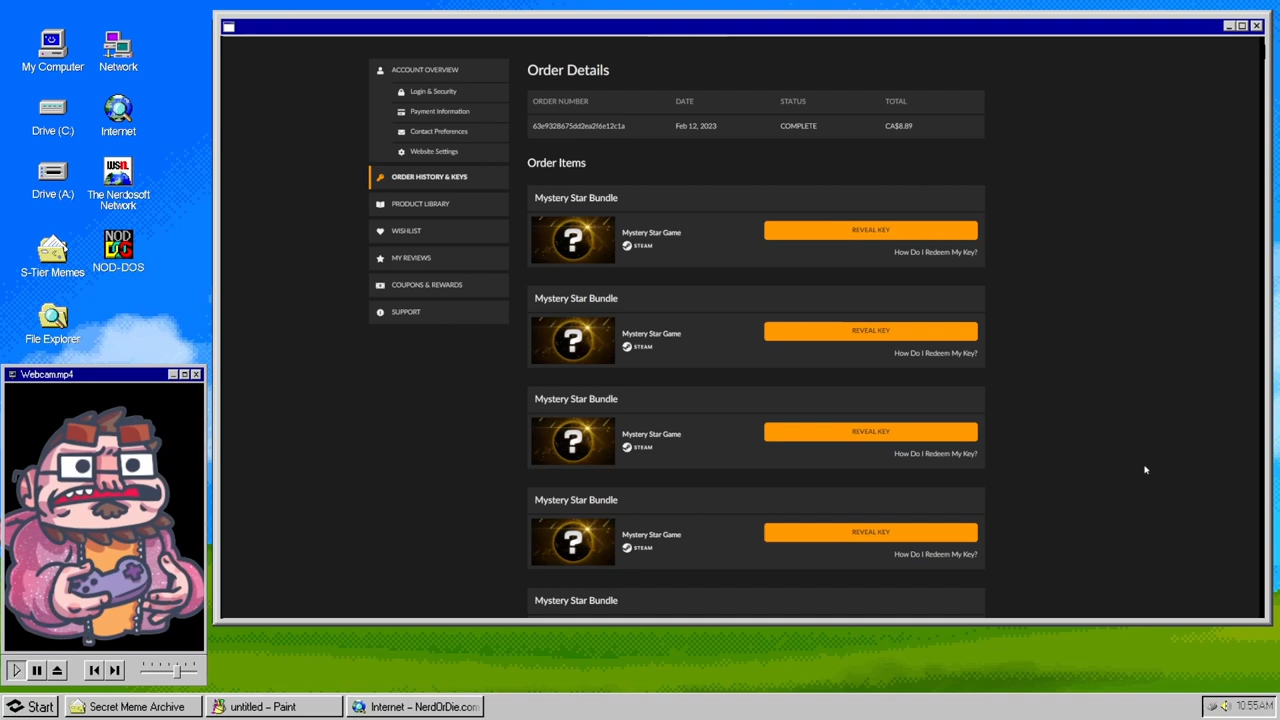 My Computer
Network
Drive (C:)
Internet
Drive (A:)
WSNL
The Nerdosoft
Network
S-Tier Memes
NOD
NOD-DOS
File Explorer
Webcam.mp4
ACCOUNT OVERVIEW
Login & Security
Payment Information
Contact Preferences
Website Settings
ORDER HISTORY & KEYS
PRODUCT LIBRARY
WISHLIST
MY REVIEWS
COUPONS & REWARDS
SUPPORT
Order Details
ORDER NUMBER DATE STATUS TOTAL
63e9328675dd2ea2f6e12c1a Feb 12, 2023 COMPLETE CA$8.89
Order Items
Mystery Star Bundle
?
Mystery Star Game
STEAM
REVEAL KEY
How Do I Redeem My Key?
Mystery Star Bundle
?
Mystery Star Game
STEAM
REVEAL KEY
How Do I Redeem My Key?
Mystery Star Bundle
?
Mystery Star Game
STEAM
REVEAL KEY
How Do I Redeem My Key?
Mystery Star Bundle
?
Mystery Star Game
STEAM
REVEAL KEY
How Do I Redeem My Key?
Mystery Star Bundle
Start
Secret Meme Archive
untitled – Paint
Internet – NerdOrDie.com
10:55AM